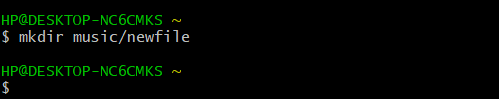 HP@DESKTOP-NC6CMKS ~
$ mkdir music/newfile
HP@DESKTOP-NC6CMKS ~
$